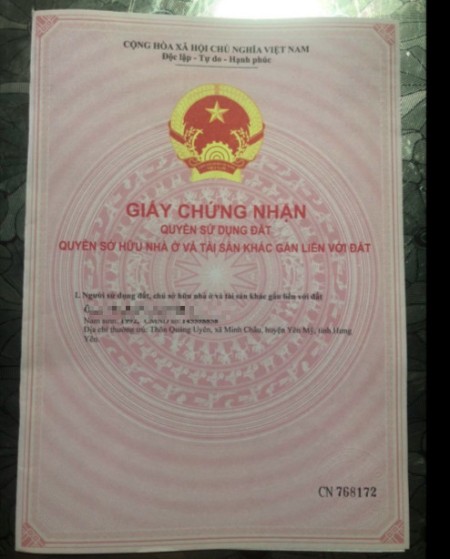 CỘNG HÒA XÃ HỘI CHỦ NGHĨA VIỆT NAM
Độc lập - Tự do - Hạnh phúc
GIẤY CHỨNG NHẬN
QUYỀN SỬ DỤNG ĐẤT
QUYỀN SỞ HỮU NHÀ Ở VÀ TÀI SẢN KHÁC GẮN LIỀN VỚI ĐẤT
I. Người sử dụng đất, chủ sở hữu nhà ở và tài sản khác gắn liền với đất
Địa chỉ thường trú: Thôn Quảng Uyên, xã Minh Châu, huyện Yên Mỹ, tỉnh Hưng
Yên
CN 768172